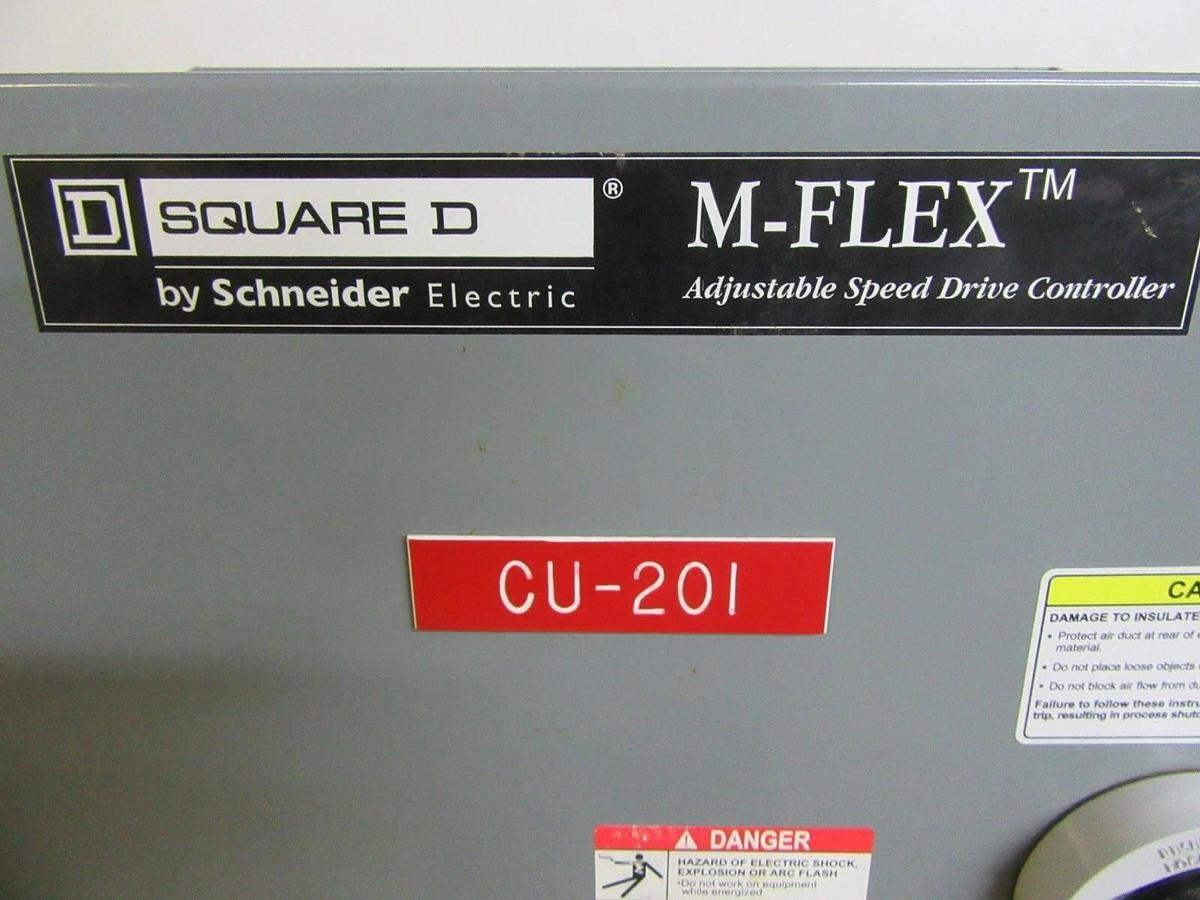 D SQUARE D ®
by Schneider Electric
M-FLEX™
Adjustable Speed Drive Controller
CU-201
DAMAGE TO INSULATE
• Protect air duct at rear of
material.
• Do not place loose objects
• Do not block air flow from
Failure to follow these
trip, resulting in process
DANGER
HAZARD OF ELECTRIC SHOCK,
EXPLOSION OR ARC FLASH
•Do not work on equipment
while energized